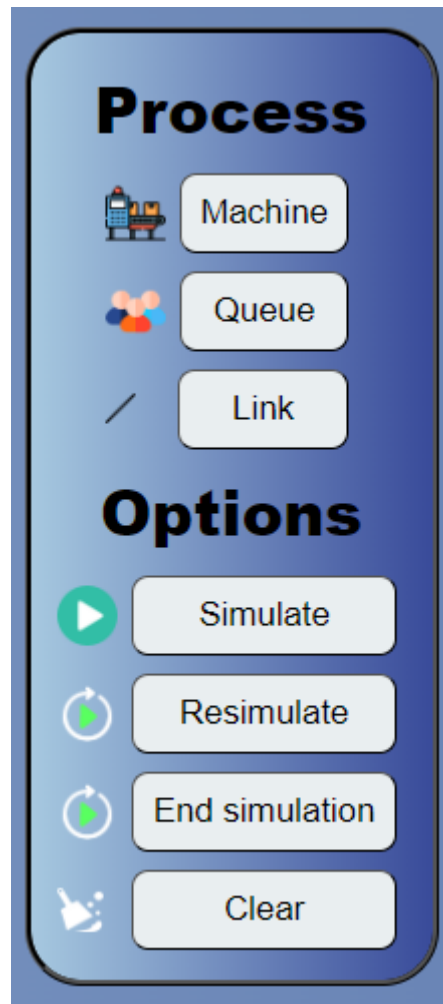 Process
Machine
Queue
Link
Options
Simulate
Resimulate
End simulation
Clear